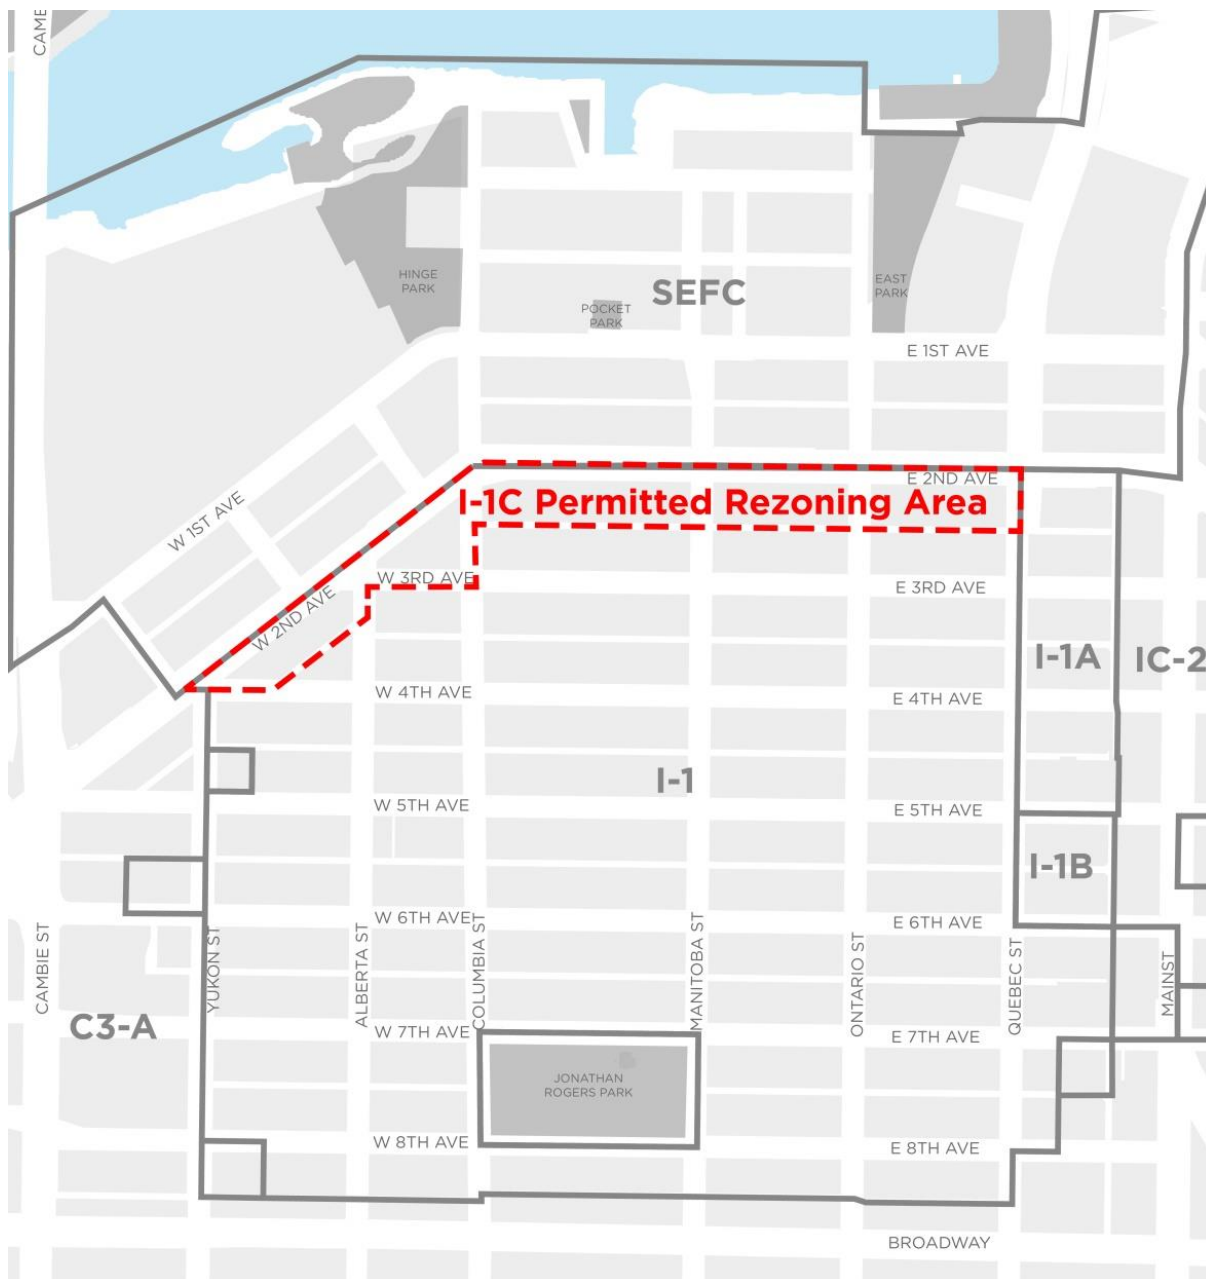 CAMB
HINGE
PARK
SEFC
EAST
PARK
POCKET
PARK
E 1ST AVE
E 2ND AVE
I-1C Permitted Rezoning Area
W 1ST AVE
W 2ND AVE
W 3RD AVE
E 3RD AVE
I-1A
IC-2
W 4TH AVE
E 4TH AVE
I-1
W 5TH AVE
E 5TH AVE
I-1B
W 6TH AVE
E 6TH AVE
CAMBIE ST
YUKON ST
ALBERTA ST
COLUMBIA ST
MANITOBA ST
ONTARIO ST
QUEBEC ST
MAINST
C3-A
W 7TH AVE
E 7TH AVE
JONATHAN
ROGERS PARK
W 8TH AVE
E 8TH AVE
BROADWAY